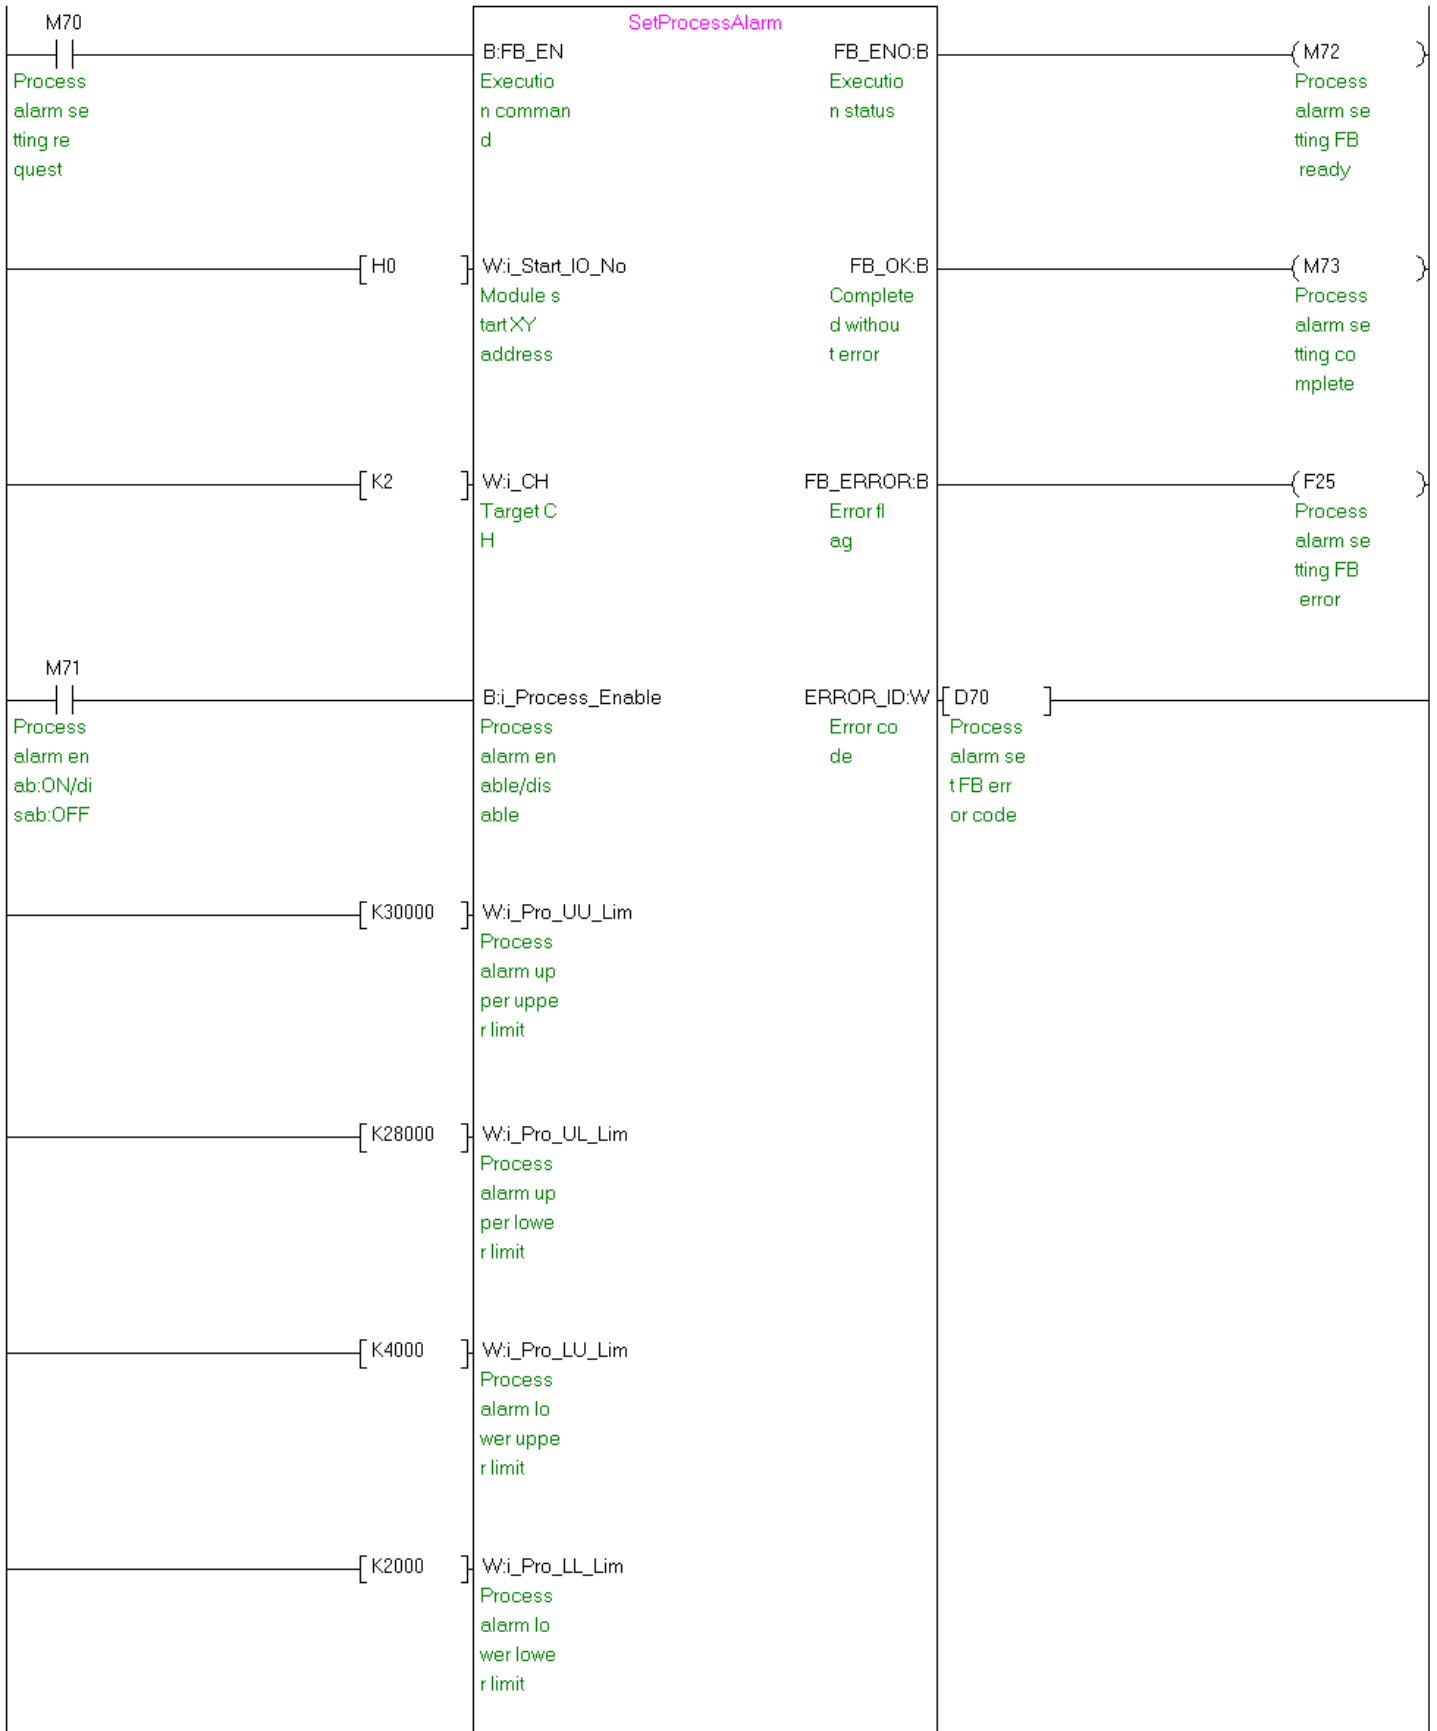 M70
SetProcessAlarm
B:FB_EN
FB_ENO:B
M72
Process
alarm se
tting re
quest
Executio
n comman
d
Executio
n status
Process
alarm se
tting FB
ready
H0
W:i_Start_IO_No
FB_OK:B
M73
Module s
tart XY
address
Complete
d withou
t error
Process
alarm se
tting co
mplete
K2
W:i_CH
FB_ERROR:B
F25
Target C
H
Error fl
ag
Process
alarm se
tting FB
error
M71
B:i_Process_Enable
ERROR_ID:W
D70
Process
alarm en
ab:ON/di
sab:OFF
Process
alarm en
able/dis
able
Error co
de
Process
alarm se
t FB err
or code
K30000
W:i_Pro_UU_Lim
Process
alarm up
per uppe
r limit
K28000
W:i_Pro_UL_Lim
Process
alarm up
per lowe
r limit
K4000
W:i_Pro_LU_Lim
Process
alarm lo
wer uppe
r limit
K2000
W:i_Pro_LL_Lim
Process
alarm lo
wer lowe
r limit